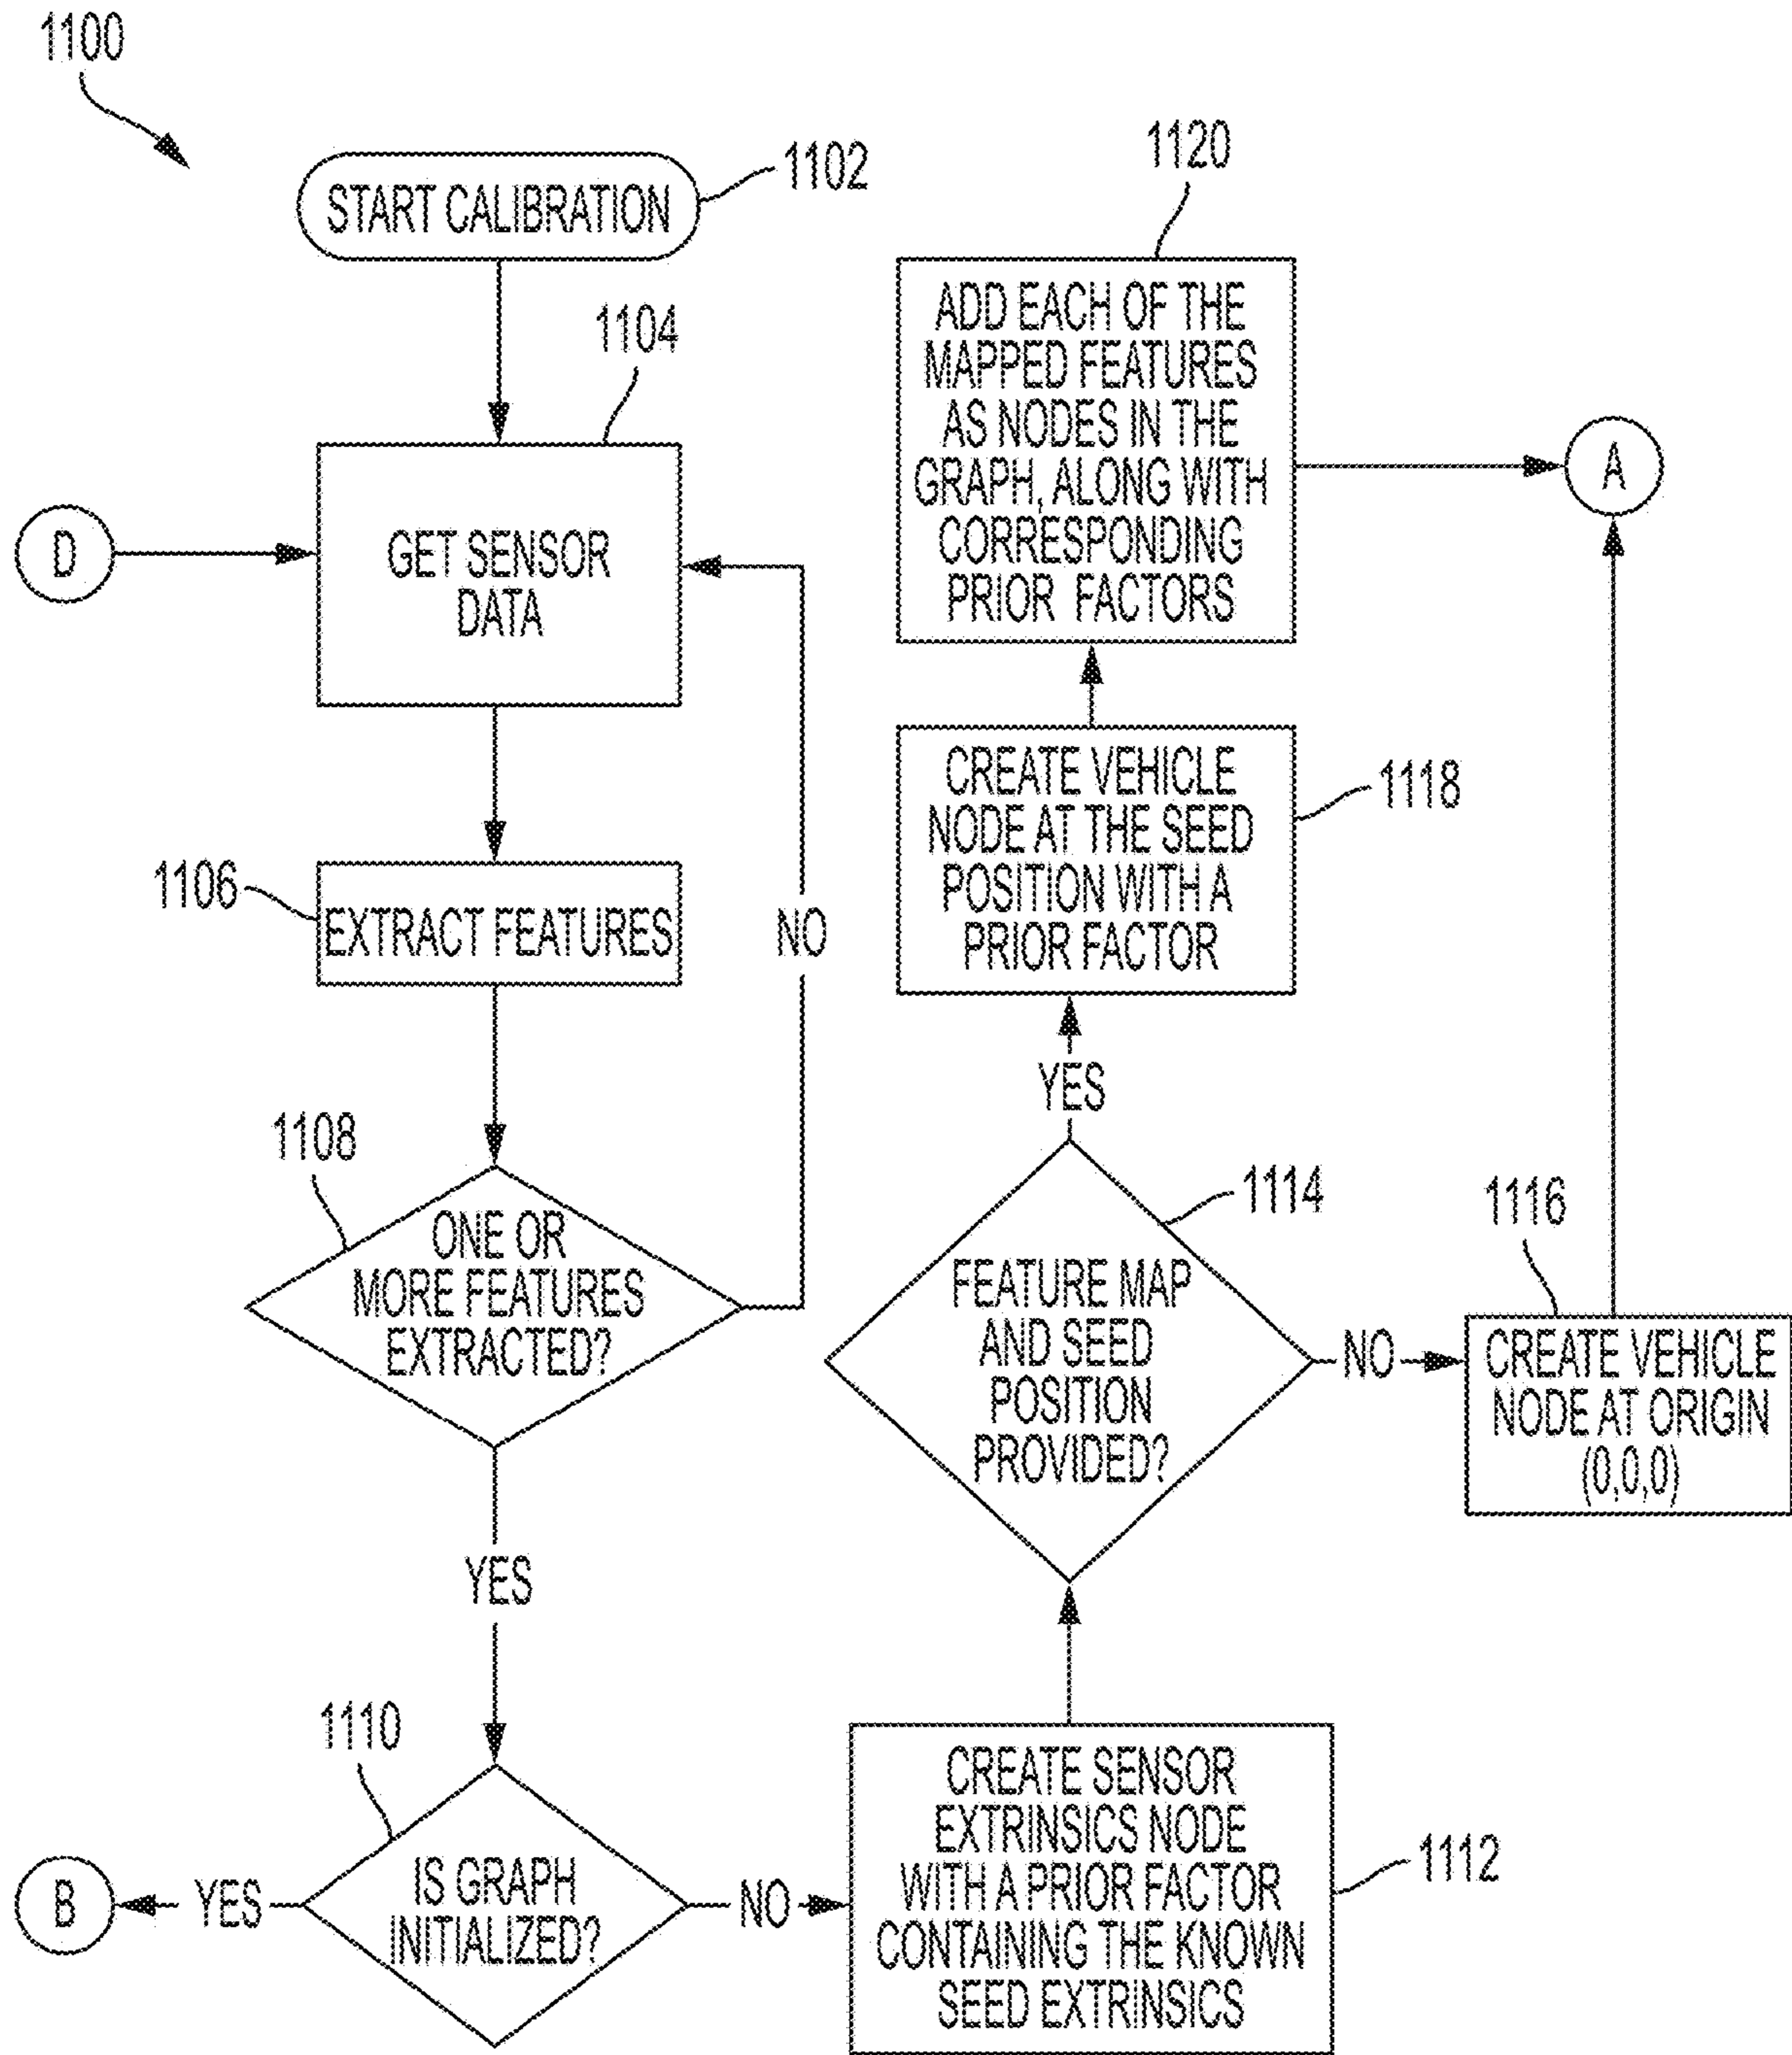 1100
START CALIBRATION
1102
1104
GET SENSOR
DATA
D
1106
EXTRACT FEATURES
NO
1108
ONE OR
MORE FEATURES
EXTRACTED?
YES
1110
IS GRAPH
INITIALIZED?
YES
B
NO
CREATE SENSOR
EXTRINSICS NODE
WITH A PRIOR FACTOR
CONTAINING THE KNOWN
SEED EXTRINSICS
1112
1114
FEATURE MAP
AND SEED
POSITION
PROVIDED?
NO
1116
CREATE VEHICLE
NODE AT ORIGIN
(0,0,0)
YES
CREATE VEHICLE
NODE AT THE SEED
POSITION WITH A
PRIOR FACTOR
1118
1120
ADD EACH OF THE
MAPPED FEATURES
AS NODES IN THE
GRAPH, ALONG WITH
CORRESPONDING
PRIOR FACTORS
A